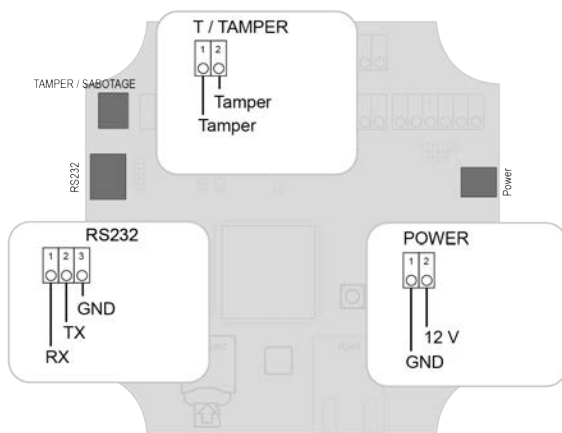 T / TAMPER
1 2
Tamper
Tamper
TAMPER / SABOTAGE
RS232
Power
RS232
1 2 3
GND
TX
RX
POWER
1 2
12 V
GND